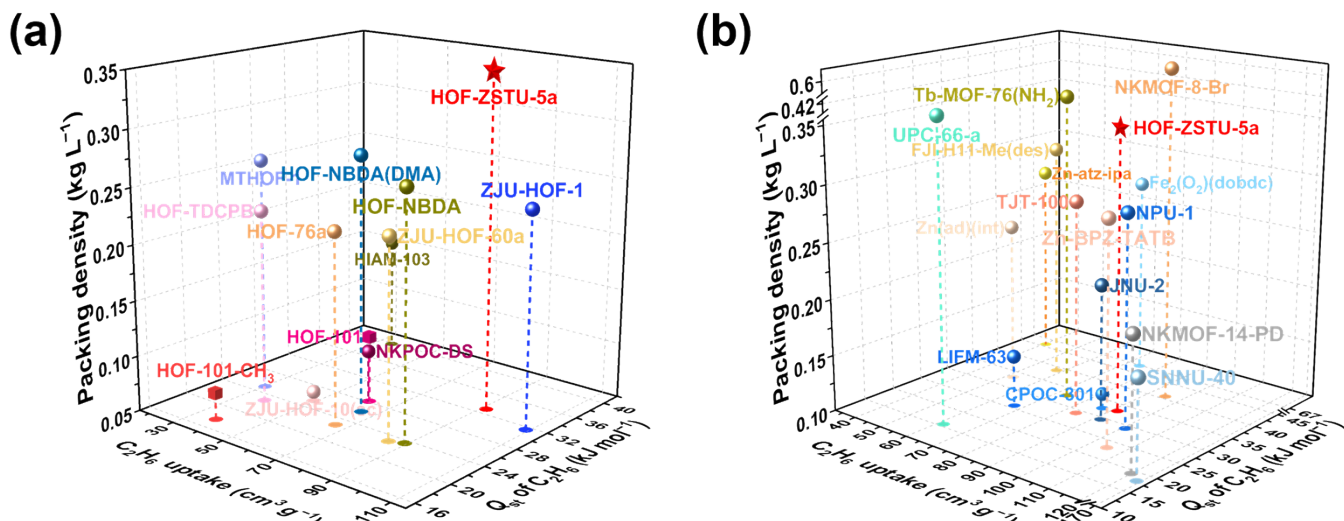 (a)
0.35
0.30
0.25
0.20
0.15
0.10
0.05
Packing density (kg L⁻¹)
30
50
70
90
110
C₂H₆ uptake (cm³ g⁻¹)
16
20
24
28
32
36
40
Qst of C₂H₆ (kJ mol⁻¹)
HOF-ZSTU-5a
MTHOF-1
HOF-NBDA(DMA)
ZJU-HOF-1
HOF-TDCPB
HOF-NBDA
HOF-76a
ZJU-HOF-60a
HIAM-103
HOF-101
NKPOC-DS
HOF-101-CH₃
(b)
0.6
0.42
0.35
0.30
0.25
0.20
0.15
0.10
Packing density (kg L⁻¹)
40
50
60
70
80
90
100
110
120
170
C₂H₆ uptake (cm³ g⁻¹)
10
15
20
25
30
35
40
45
67
Qst of C₂H₆ (kJ mol⁻¹)
NKMOF-8-Br
Tb-MOF-76(NH₂)
UPC-66-a
HOF-ZSTU-5a
FJI-H11-Me(des)
Zn-atz-ipa
Fe₂(O₂)(dobdc)
TJT-100
NPU-1
Zn-BPZ-TATB
JNU-2
NKMOF-14-PD
LIFM-63
SNNU-40
CPOC-301